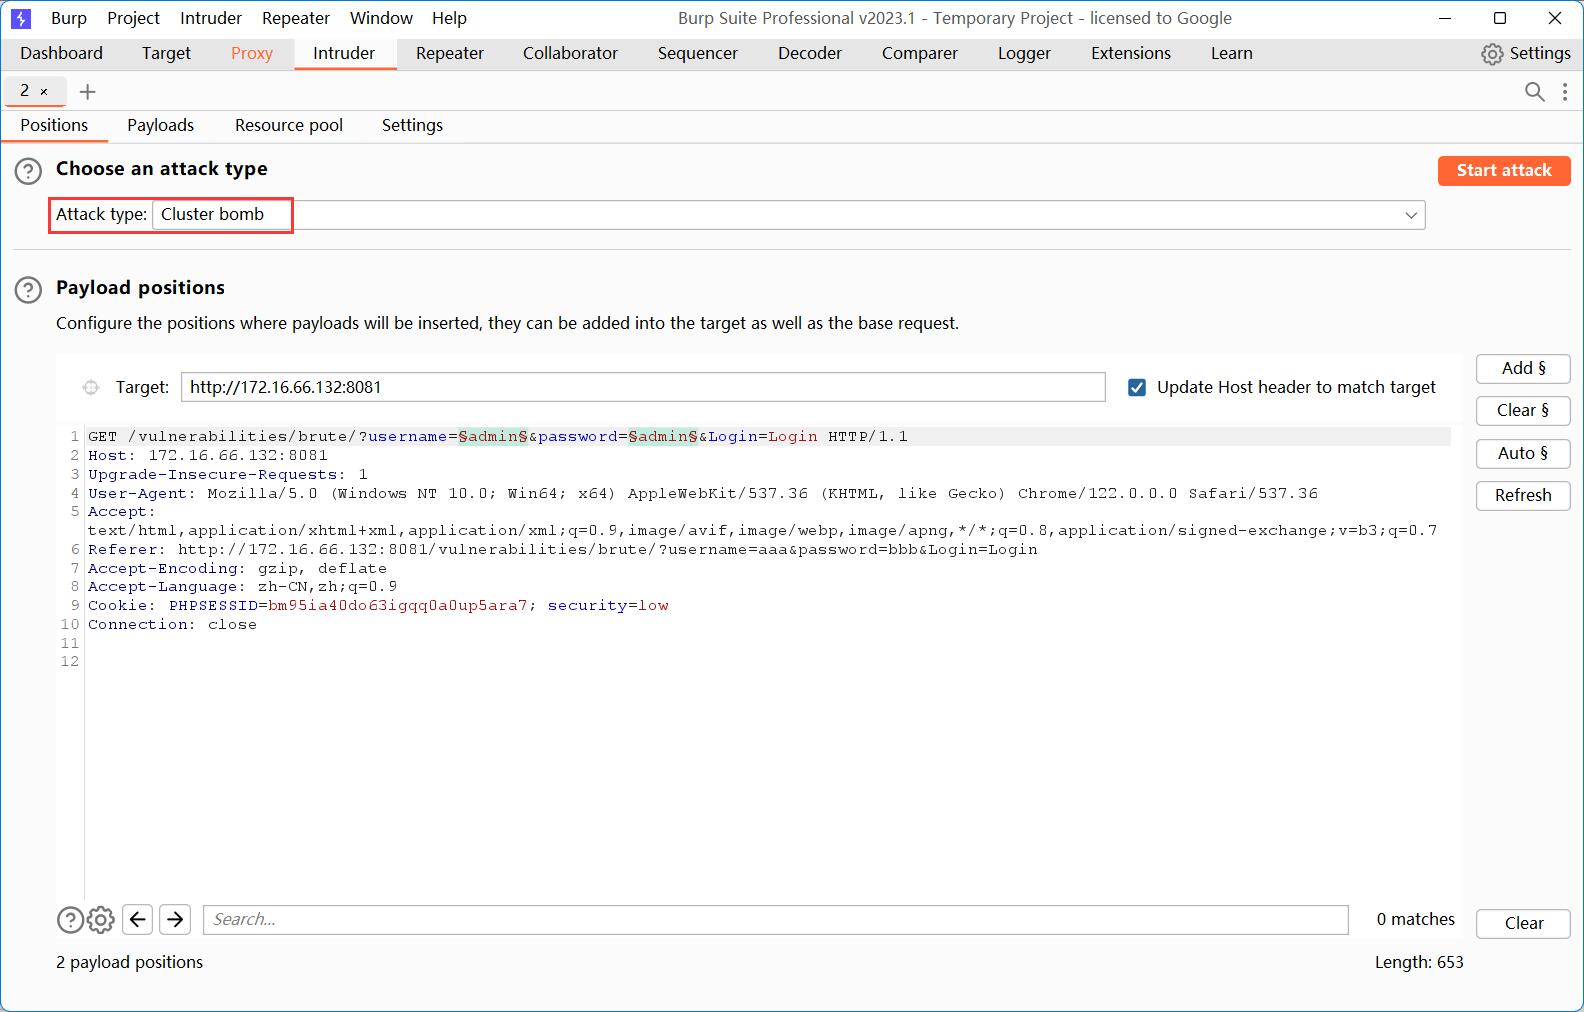 Burp Project Intruder Repeater Window Help Burp Suite Professional v2023.1 - Temporary Project - licensed to Google
Dashboard Target Proxy Intruder Repeater Collaborator Sequencer Decoder Comparer Logger Extensions Learn Settings
2 × +
Positions Payloads Resource pool Settings
Choose an attack type
Start attack
Attack type: Cluster bomb
Payload positions
Configure the positions where payloads will be inserted, they can be added into the target as well as the base request.
Add §
Target: http://172.16.66.132:8081 Update Host header to match target
Clear §
Auto §
Refresh
1 GET /vulnerabilities/brute/?username=§admin§&password=§admin§&Login=Login HTTP/1.1
2 Host: 172.16.66.132:8081
3 Upgrade-Insecure-Requests: 1
4 User-Agent: Mozilla/5.0 (Windows NT 10.0; Win64; x64) AppleWebKit/537.36 (KHTML, like Gecko) Chrome/122.0.0.0 Safari/537.36
5 Accept:
text/html,application/xhtml+xml,application/xml;q=0.9,image/avif,image/webp,image/apng,*/*;q=0.8,application/signed-exchange;v=b3;q=0.7
6 Referer: http://172.16.66.132:8081/vulnerabilities/brute/?username=aaa&password=bbb&Login=Login
7 Accept-Encoding: gzip, deflate
8 Accept-Language: zh-CN,zh;q=0.9
9 Cookie: PHPSESSID=bm95ia40do63igqq0a0up5ara7; security=low
10 Connection: close
11
12
Search... 0 matches Clear
2 payload positions Length: 653